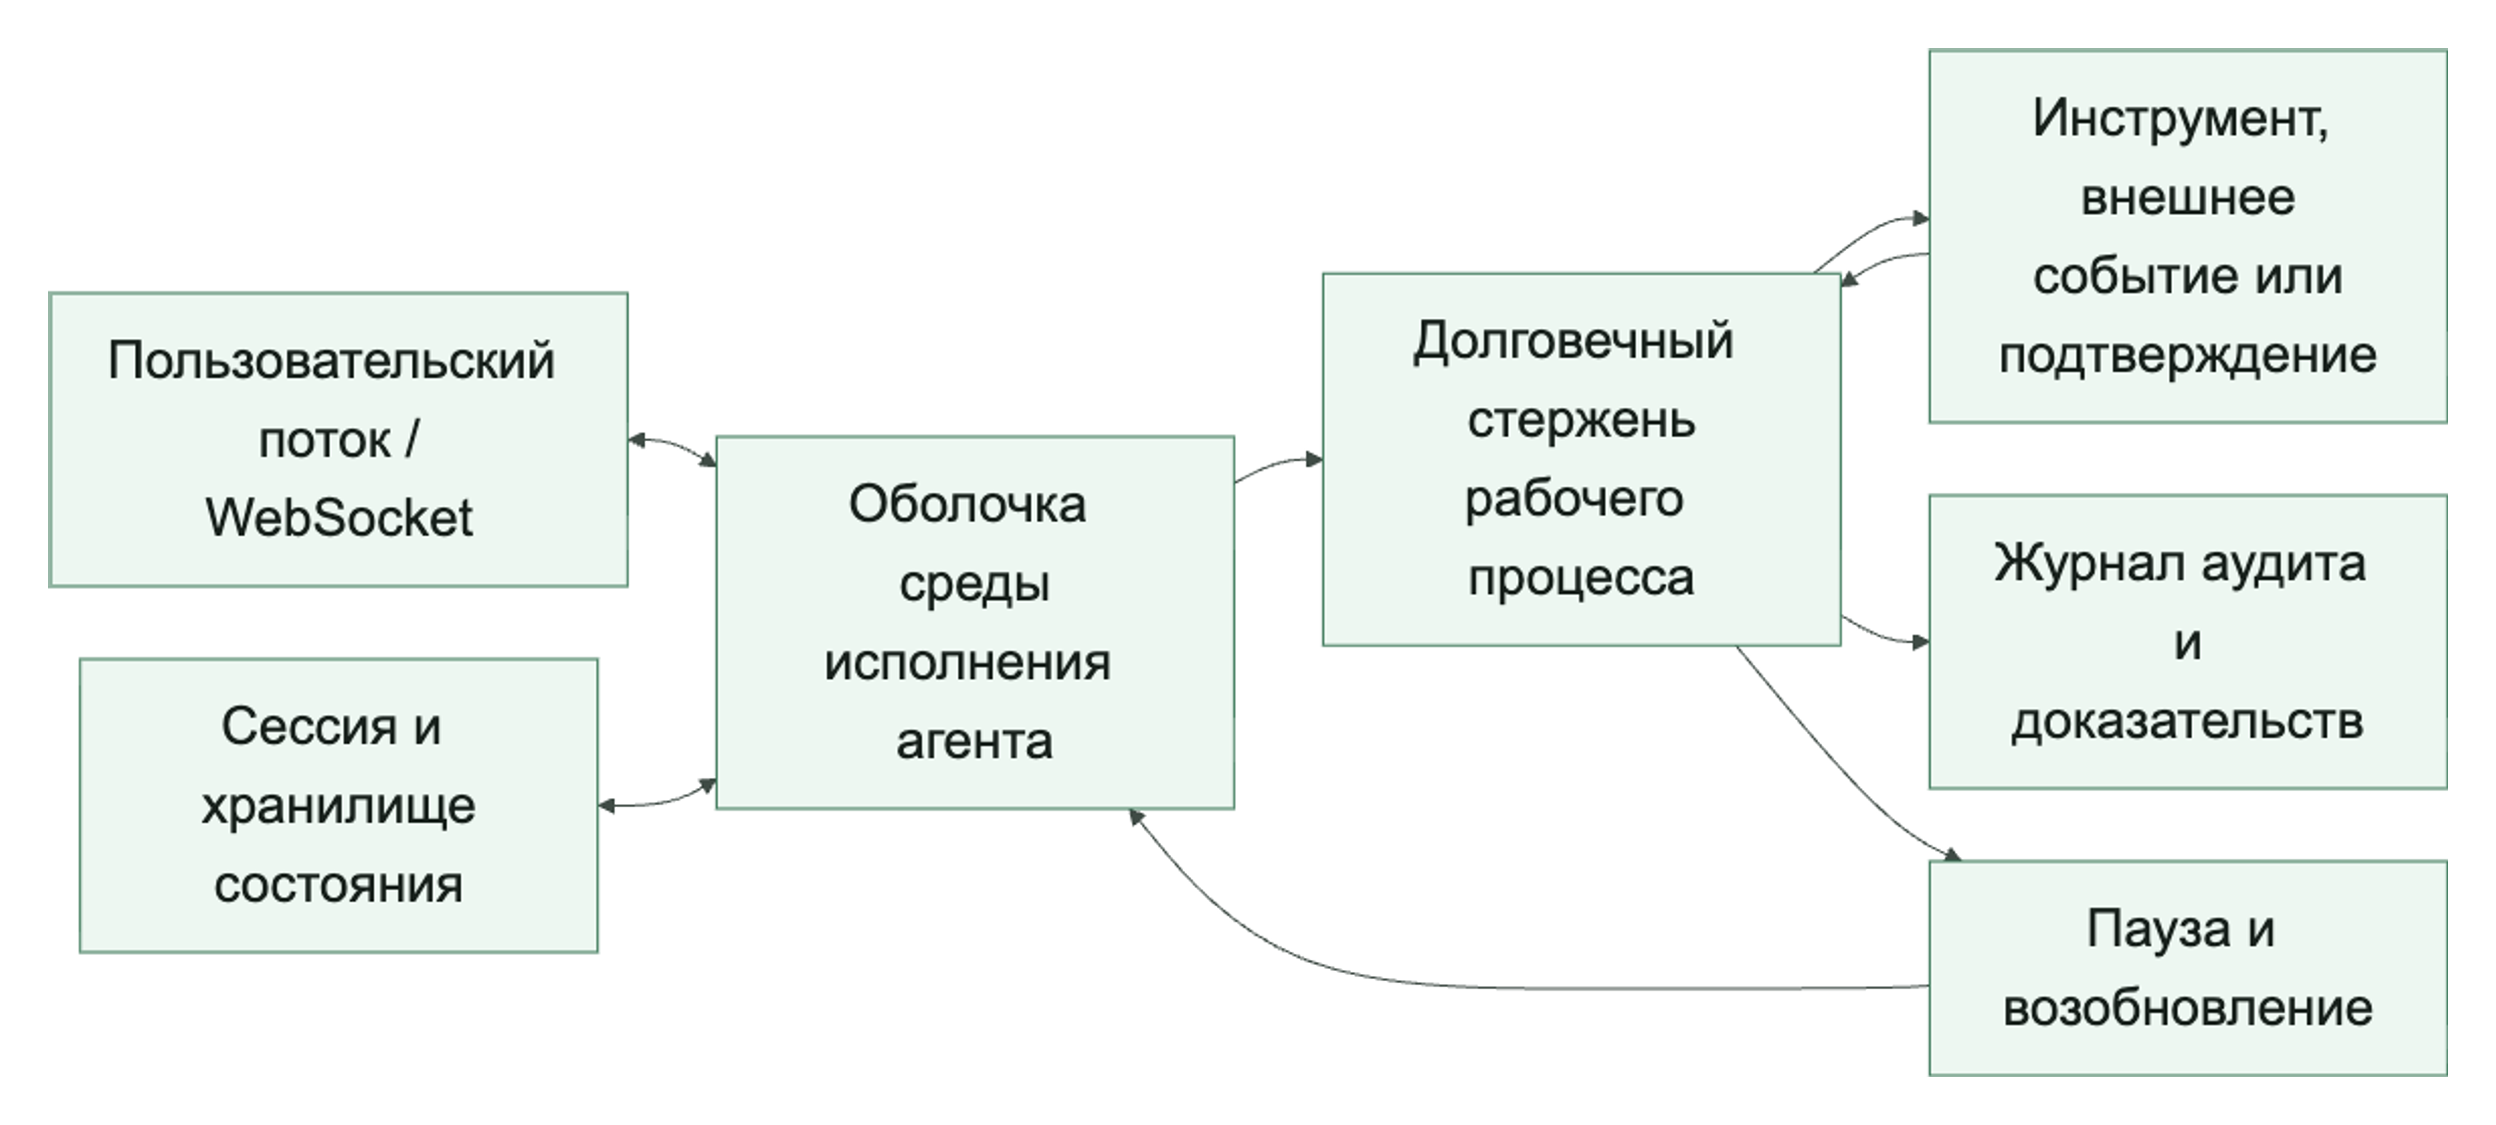 Пользовательский
поток /
WebSocket
Сессия и
хранилище
состояния
Оболочка
среды
исполнения
агента
Долговечный
стержень
рабочего
процесса
Инструмент,
внешнее
событие или
подтверждение
Журнал аудита
и
доказательств
Пауза и
возобновление